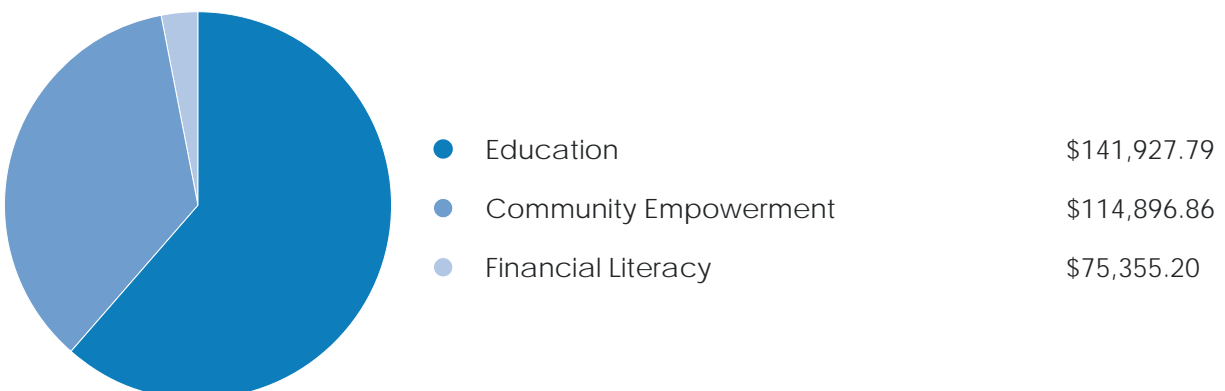 Education $141,927.79
Community Empowerment $114,896.86
Financial Literacy $75,355.20